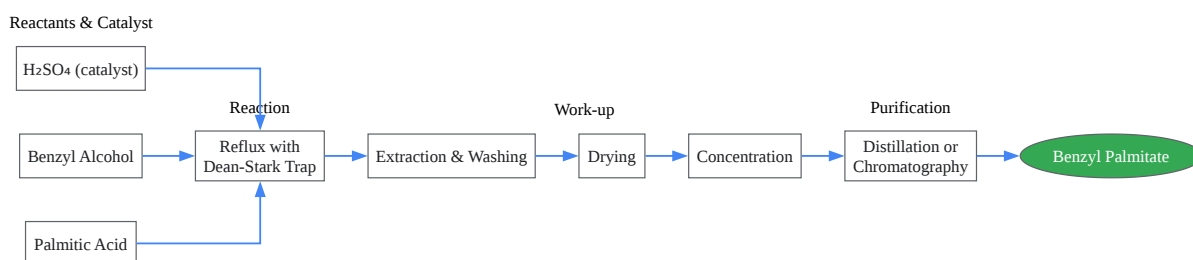 Reactants & Catalyst
H₂SO₄ (catalyst)
Reaction
Work-up
Purification
Benzyl Alcohol
Reflux with
Dean-Stark Trap
Extraction & Washing
Drying
Concentration
Distillation or
Chromatography
Benzyl Palmitate
Palmitic Acid